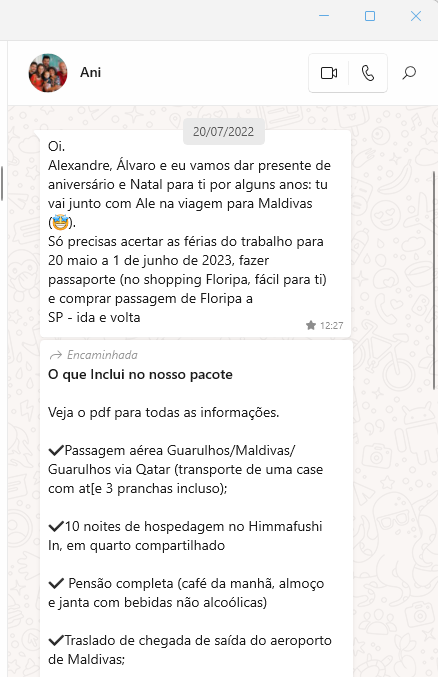 Ani
20/07/2022
Oi.
Alexandre, Álvaro e eu vamos dar presente de
aniversário e Natal para ti por alguns anos: tu
vai junto com Ale na viagem para Maldivas
(🤩).
Só precisas acertar as férias do trabalho para
20 maio a 1 de junho de 2023, fazer
passaporte (no shopping Floripa, fácil para ti)
e comprar passagem de Floripa a
SP - ida e volta
12:27
Encaminhada
O que Inclui no nosso pacote
Veja o pdf para todas as informações.
✔Passagem aérea Guarulhos/Maldivas/
Guarulhos via Qatar (transporte de uma case
com at[e 3 pranchas incluso);
✔10 noites de hospedagem no Himmafushi
In, em quarto compartilhado
✔ Pensão completa (café da manhã, almoço
e janta com bebidas não alcoólicas)
✔Traslado de chegada de saída do aeroporto
de Maldivas;